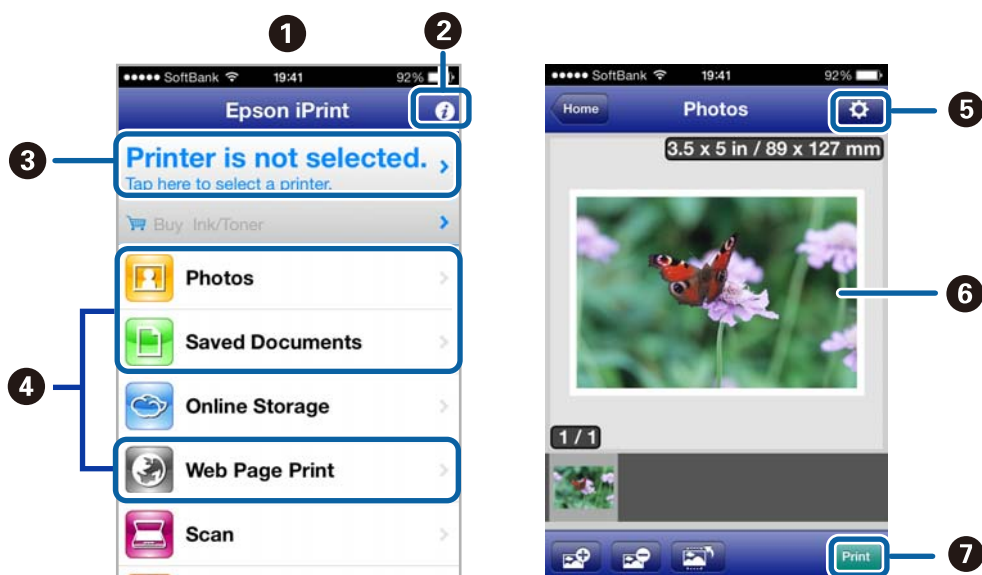 1
2
●●●●● SoftBank 19:41 92%
Epson iPrint
3
Printer is not selected.
Tap here to select a printer.
Buy Ink/Toner
Photos
Saved Documents
4
Online Storage
Web Page Print
Scan
●●●●● SoftBank 19:41 92%
Home Photos
5
3.5 x 5 in / 89 x 127 mm
6
1 / 1
Print
7